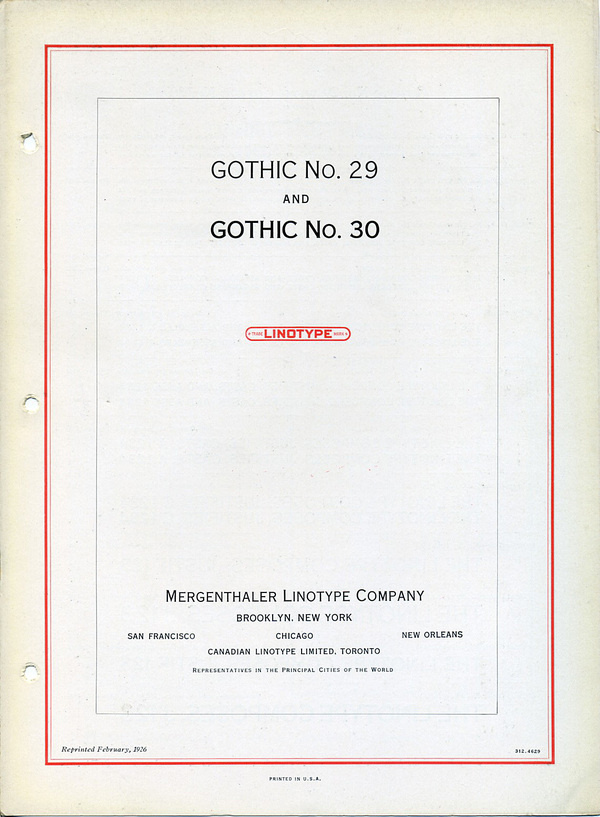 GOTHIC No. 29
AND
GOTHIC No. 30
TRADE LINOTYPE MARK
MERGENTHALER LINOTYPE COMPANY
BROOKLYN, NEW YORK
SAN FRANCISCO CHICAGO NEW ORLEANS
CANADIAN LINOTYPE LIMITED, TORONTO
REPRESENTATIVES IN THE PRINCIPAL CITIES OF THE WORLD
Reprinted February, 1926
312.4629
PRINTED IN U.S.A.